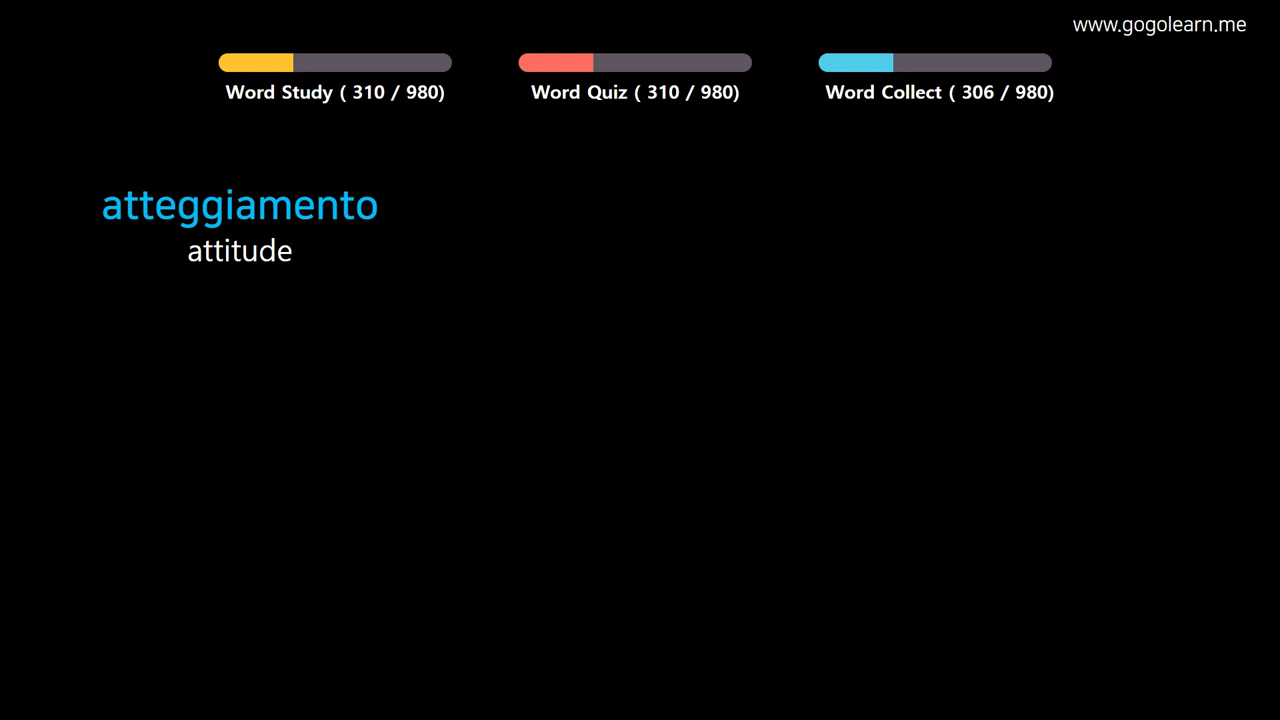 www.gogolearn.me
Word Study ( 310 / 980)
Word Quiz ( 310 / 980)
Word Collect ( 306 / 980)
atteggiamento
attitude